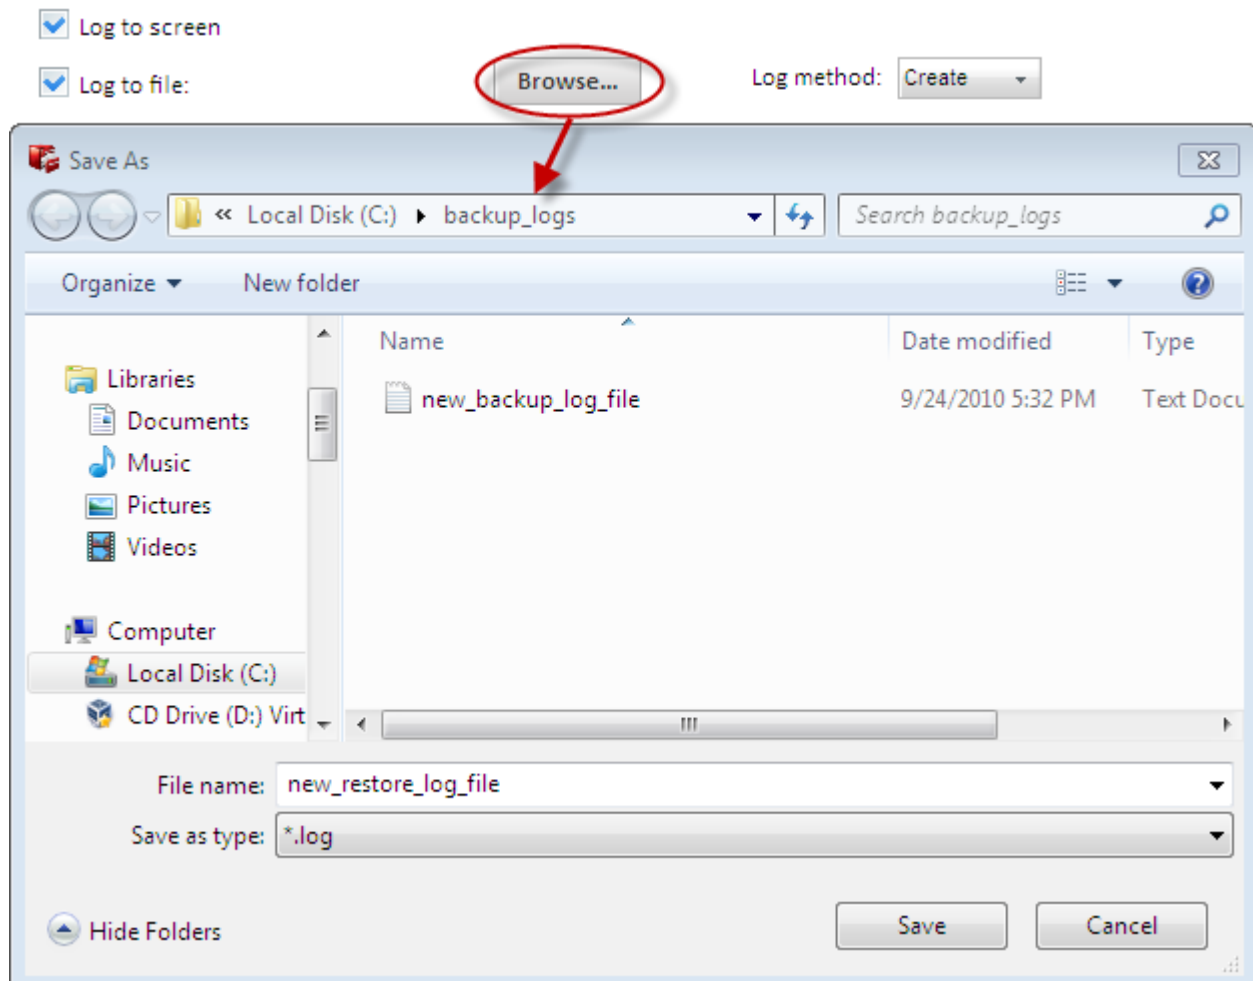 Log to screen
Log to file: Browse... Log method: Create
Save As
« Local Disk (C:) backup_logs Search backup_logs
Organize New folder
Name Date modified Type
Libraries
new_backup_log_file 9/24/2010 5:32 PM Text Docu
Documents
Music
Pictures
Videos
Computer
Local Disk (C:)
CD Drive (D:) Virt
File name: new_restore_log_file
Save as type: *.log
Hide Folders Save Cancel